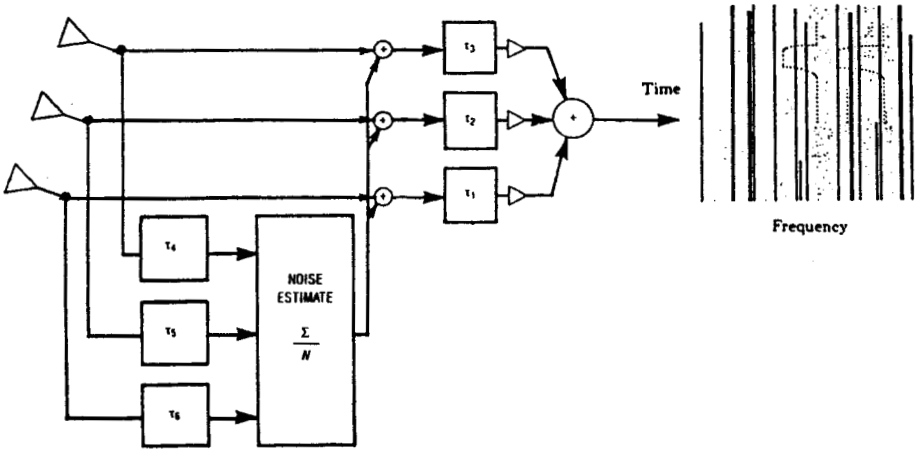 τ3
+
τ2
+
τ1
+
+
Time
Frequency
τ4
τ5
τ6
NOISE
ESTIMATE
Σ
N